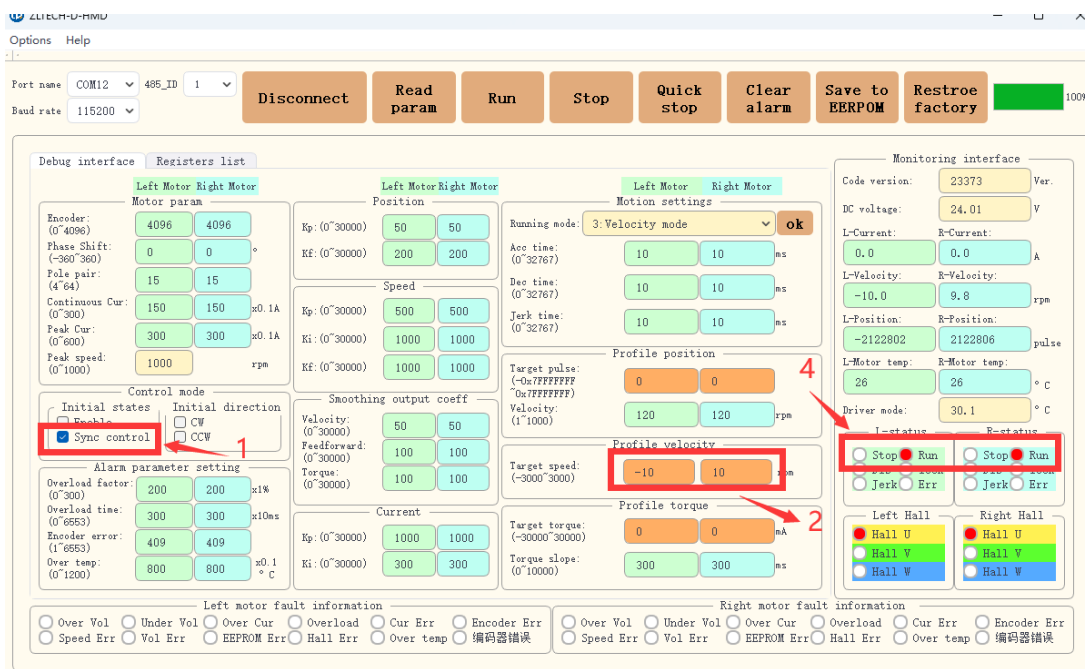 ZLTECH-D-HMD
Options Help
Port name COM12 485_ID 1
Baud rate 115200
Disconnect
Read param
Run
Stop
Quick stop
Clear alarm
Save to EERPOM
Restroe factory
100%
Debug interface Registers list
Left Motor Right Motor
Motor param
Encoder: (0~4096) 4096 4096
Phase Shift: (-360~360) 0 0 °
Pole pair: (4~64) 15 15
Continuous Cur: (0~300) 150 150 x0.1A
Peak Cur: (0~600) 300 300 x0.1A
Peak speed: (0~1000) 1000 rpm
Control mode
Initial states Initial direction
Enable CW
Sync control CCW
1
Alarm parameter setting
Overload factor: (0~300) 200 200 x1%
Overload time: (0~6553) 300 300 x10ms
Encoder error: (1~6553) 409 409
Over temp: (0~1200) 800 800 x0.1 °C
Left Motor Right Motor
Position
Kp:(0~30000) 50 50
Kf:(0~30000) 200 200
Speed
Kp:(0~30000) 500 500
Ki:(0~30000) 1000 1000
Kf:(0~30000) 1000 1000
Smoothing output coeff
Velocity: (0~30000) 50 50
Feedforward: (0~30000) 100 100
Torque: (0~30000) 100 100
Current
Kp:(0~30000) 1000 1000
Ki:(0~30000) 300 300
Left Motor Right Motor
Motion settings
Running mode: 3:Velocity mode ok
Acc time: (0~32767) 10 10 ms
Dec time: (0~32767) 10 10 ms
Jerk time: (0~32767) 10 10 ms
Profile position
Target pulse: (-0x7FFFFFFF ~0x7FFFFFFF) 0 0
Velocity: (1~1000) 120 120 rpm
Profile velocity
Target speed: (-3000~3000) -10 10 rpm
2
Profile torque
Target torque: (-30000~30000) 0 0 mA
Torque slope: (0~10000) 300 300 ms
Monitoring interface
Code version: 23373 Ver.
DC voltage: 24.01 V
L-Current: R-Current:
0.0 0.0 A
L-Velocity: R-Velocity:
-10.0 9.8 rpm
L-Position: R-Position:
-2122802 2122806 pulse
L-Motor temp: R-Motor temp:
26 26 °C
Driver mode: 30.1 °C
4
L-status R-status
Stop Run Stop Run
Jerk Err Jerk Err
Left Hall Right Hall
Hall U Hall U
Hall V Hall V
Hall W Hall W
Left motor fault information
Over Vol Under Vol Over Cur Overload Cur Err Encoder Err
Speed Err Vol Err EEPROM Err Hall Err Over temp 编码器错误
Right motor fault information
Over Vol Under Vol Over Cur Overload Cur Err Encoder Err
Speed Err Vol Err EEPROM Err Hall Err Over temp 编码器错误